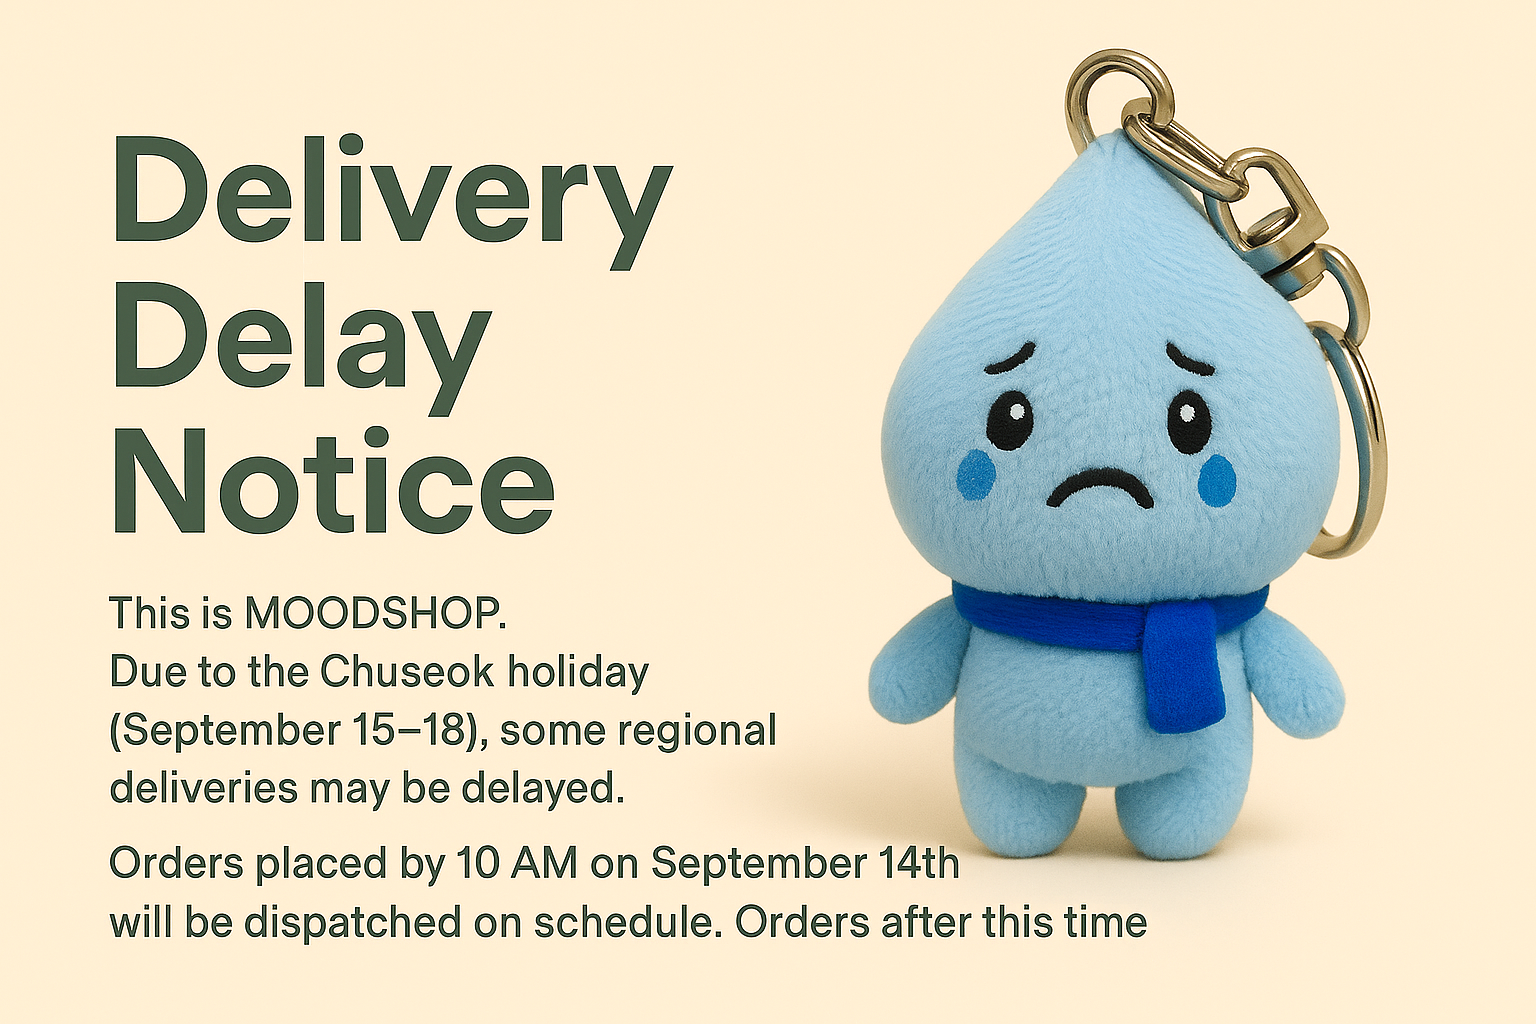 Delivery
Delay
Notice
This is MOODSHOP.
Due to the Chuseok holiday
(September 15–18), some regional
deliveries may be delayed.
Orders placed by 10 AM on September 14th
will be dispatched on schedule. Orders after this time